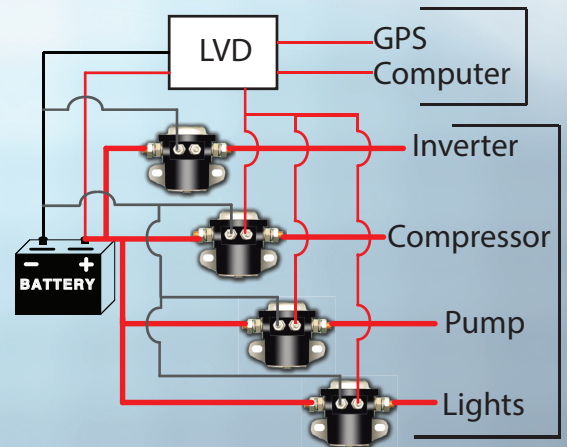 LVD
GPS
Computer
Inverter
Compressor
- +
BATTERY
Pump
Lights